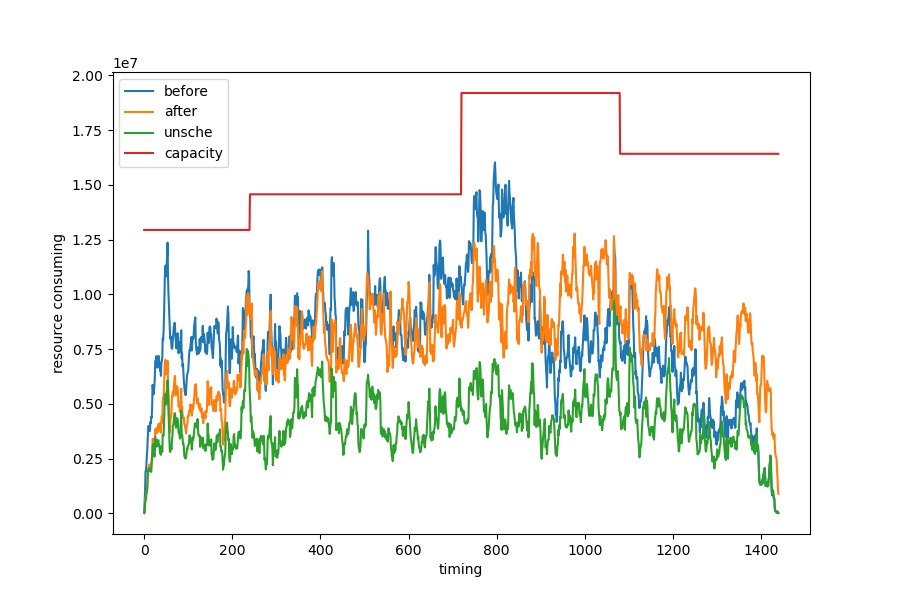 1e7
2.00
1.75
1.50
1.25
1.00
0.75
0.50
0.25
0.00
resource consuming
before
after
unsche
capacity
0 200 400 600 800 1000 1200 1400
timing